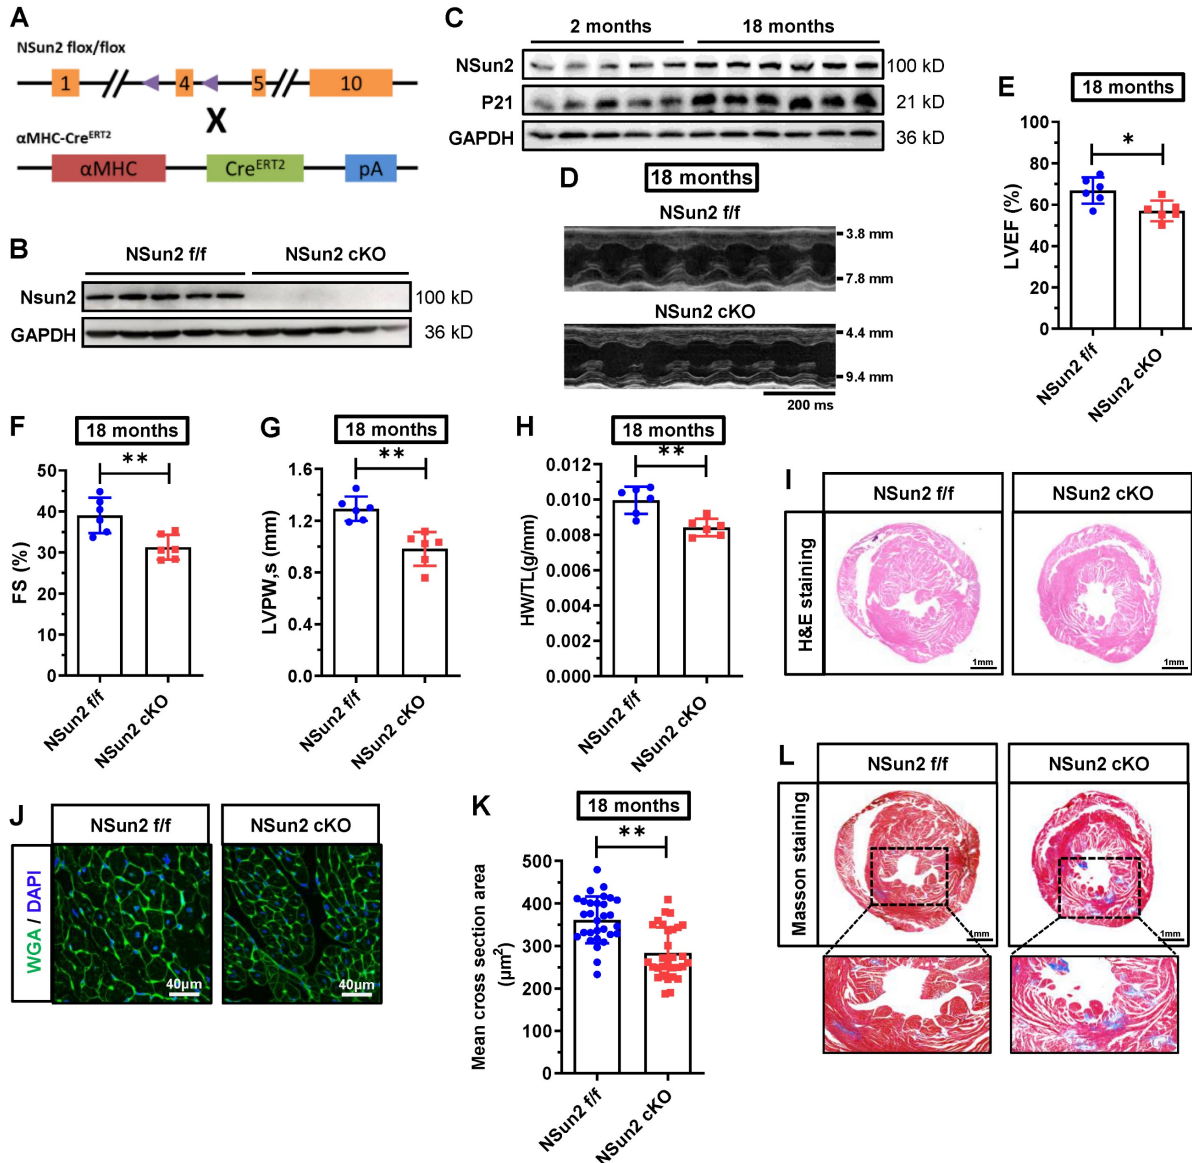 A
NSun2 flox/flox
1
4
5
10
X
αMHC-CreERT2
αMHC
CreERT2
pA
B
NSun2 f/f
NSun2 cKO
Nsun2
100 kD
GAPDH
36 kD
C
2 months
18 months
NSun2
100 kD
P21
21 kD
GAPDH
36 kD
D
18 months
NSun2 f/f
3.8 mm
7.8 mm
NSun2 cKO
4.4 mm
9.4 mm
200 ms
E
18 months
*
LVEF (%)
100
80
60
40
20
0
NSun2 f/f
NSun2 cKO
F
18 months
**
FS (%)
50
40
30
20
10
0
NSun2 f/f
NSun2 cKO
G
18 months
**
LVPW,s (mm)
1.6
1.2
0.8
0.4
0.0
NSun2 f/f
NSun2 cKO
H
18 months
**
HW/TL(g/mm)
0.012
0.010
0.008
0.006
0.004
0.002
0.000
NSun2 f/f
NSun2 cKO
I
NSun2 f/f
NSun2 cKO
H&E staining
1mm
1mm
J
NSun2 f/f
NSun2 cKO
WGA / DAPI
40μm
40μm
K
18 months
**
Mean cross section area
(μm²)
500
400
300
200
100
0
NSun2 f/f
NSun2 cKO
L
NSun2 f/f
NSun2 cKO
Masson staining
1mm
1mm